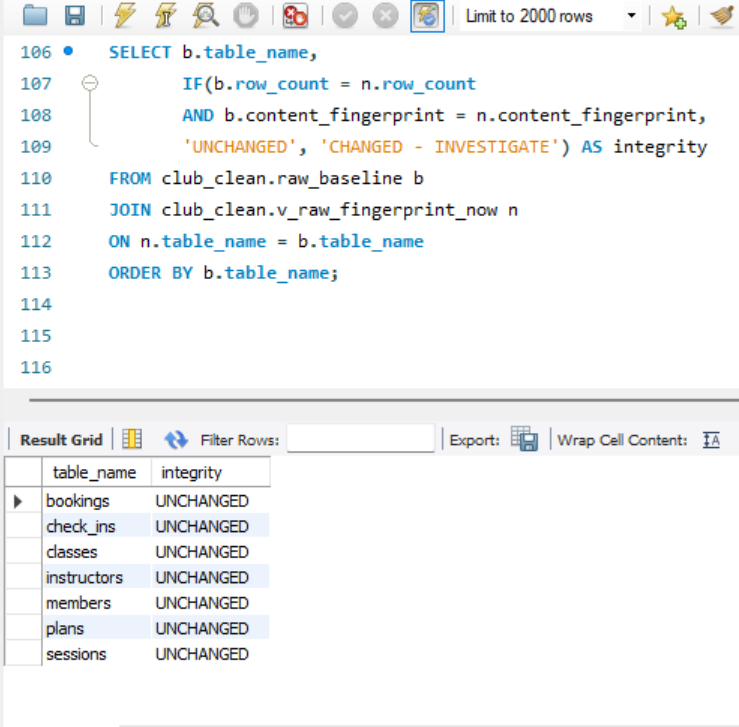 Limit to 2000 rows
106 SELECT b.table_name,
107 IF(b.row_count = n.row_count
108 AND b.content_fingerprint = n.content_fingerprint,
109 'UNCHANGED', 'CHANGED - INVESTIGATE') AS integrity
110 FROM club_clean.raw_baseline b
111 JOIN club_clean.v_raw_fingerprint_now n
112 ON n.table_name = b.table_name
113 ORDER BY b.table_name;
114
115
116
Result Grid Filter Rows: Export: Wrap Cell Content: IA
table_name integrity
bookings UNCHANGED
check_ins UNCHANGED
classes UNCHANGED
instructors UNCHANGED
members UNCHANGED
plans UNCHANGED
sessions UNCHANGED